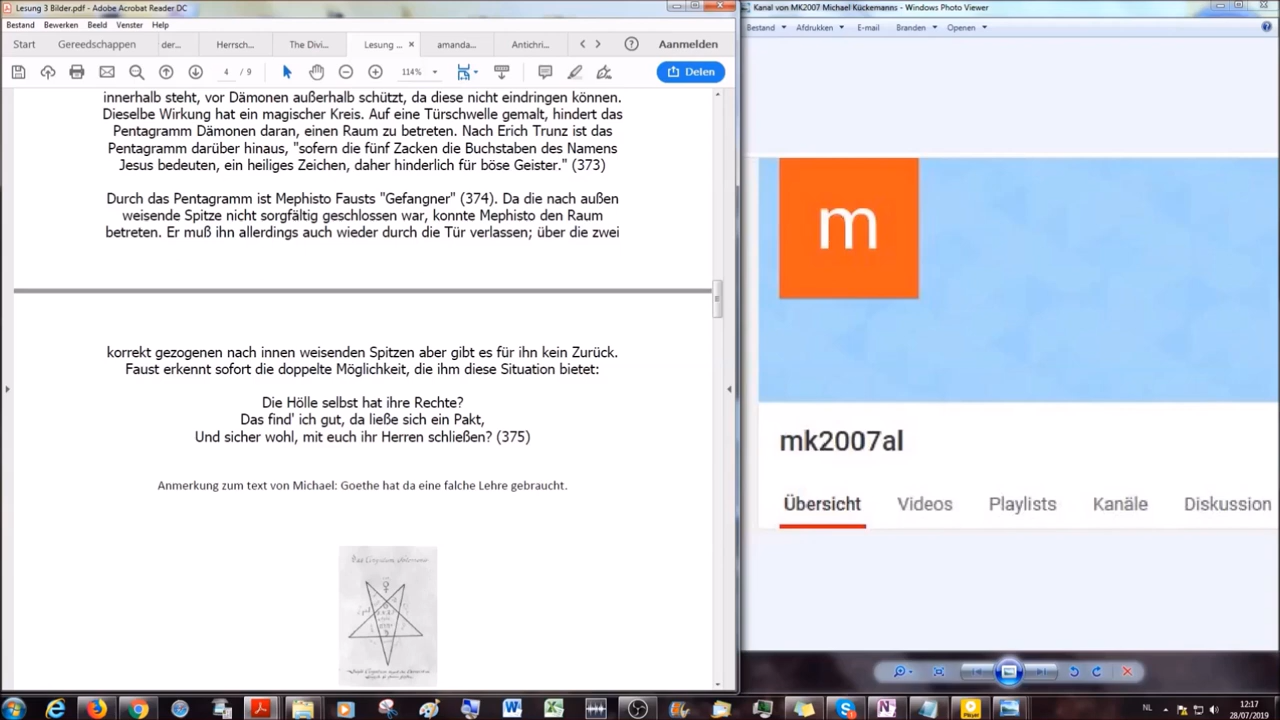 Lesung 3 Bilder.pdf - Adobe Acrobat Reader DC
Bestand Bewerken Beeld Venster Help
Start Gereedschappen der... Herrsch... The Divi... Lesung ... × amanda... Antichri... Aanmelden
4 / 9 114% Delen
innerhalb steht, vor Dämonen außerhalb schützt, da diese nicht eindringen können.
Dieselbe Wirkung hat ein magischer Kreis. Auf eine Türschwelle gemalt, hindert das
Pentagramm Dämonen daran, einen Raum zu betreten. Nach Erich Trunz ist das
Pentagramm darüber hinaus, "sofern die fünf Zacken die Buchstaben des Namens
Jesus bedeuten, ein heiliges Zeichen, daher hinderlich für böse Geister." (373)
Durch das Pentagramm ist Mephisto Fausts "Gefangner" (374). Da die nach außen
weisende Spitze nicht sorgfältig geschlossen war, konnte Mephisto den Raum
betreten. Er muß ihn allerdings auch wieder durch die Tür verlassen; über die zwei
korrekt gezogenen nach innen weisenden Spitzen aber gibt es für ihn kein Zurück.
Faust erkennt sofort die doppelte Möglichkeit, die ihm diese Situation bietet:
Die Hölle selbst hat ihre Rechte?
Das find' ich gut, da ließe sich ein Pakt,
Und sicher wohl, mit euch ihr Herren schließen? (375)
Anmerkung zum text von Michael: Goethe hat da eine falche Lehre gebraucht.
Kanal von MK2007 Michael Kückemanns - Windows Photo Viewer
Bestand Afdrukken E-mail Branden Openen
m
mk2007al
Übersicht Videos Playlists Kanäle Diskussion
NL 12:17
28/07/2019